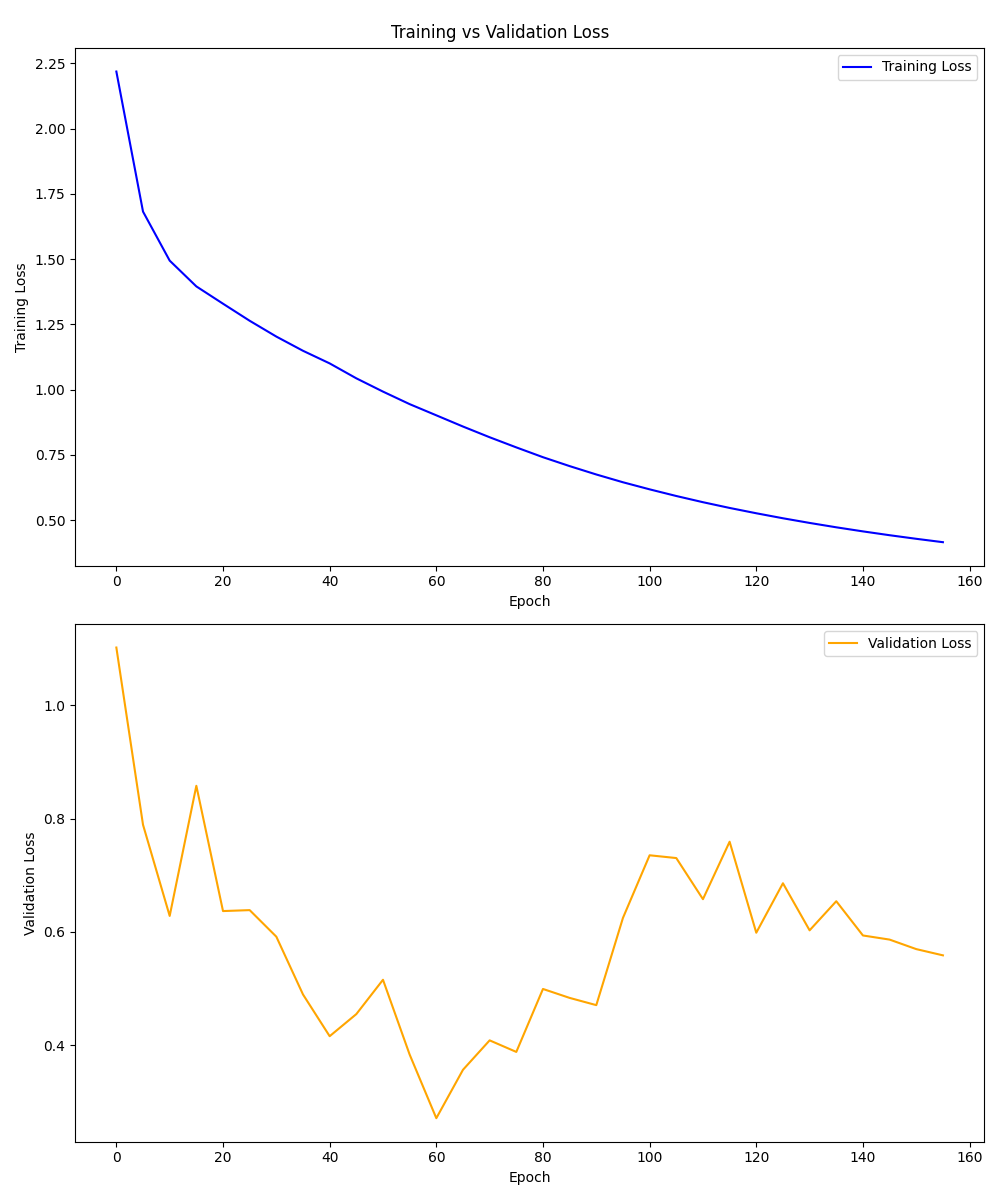 Training vs Validation Loss
Training Loss
2.25
2.00
1.75
1.50
1.25
1.00
0.75
0.50
Training Loss
0 20 40 60 80 100 120 140 160
Epoch
Validation Loss
1.0
0.8
0.6
0.4
Validation Loss
0 20 40 60 80 100 120 140 160
Epoch